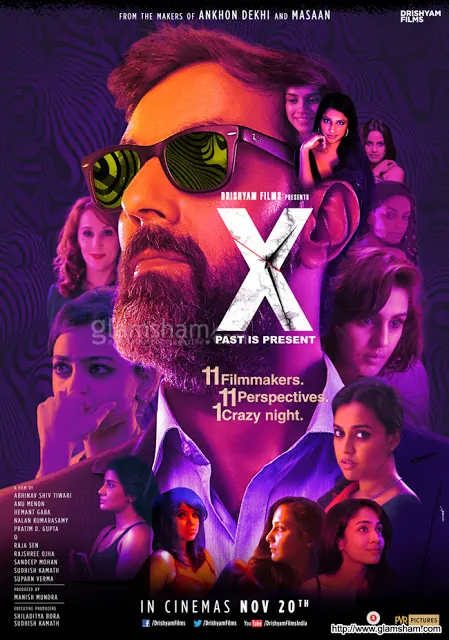 FROM THE MAKERS OF ANKHON DEKHI AND MASAAN
DRISHYAM
FILMS
DRISHYAM FILMS PRESENTS
X
PAST IS PRESENT
glamsham
11 Filmmakers.
11 Perspectives.
1 Crazy night.
A FILM BY
ABHINAV SHIV TIWARI
ANU MENON
HEMANT GABA
NALAN KUMARASAMY
PRATIM D. GUPTA
Q
RAJA SEN
RAJSHREE OJHA
SANDEEP MOHAN
SUDHISH KAMATH
SUPARN VERMA
PRODUCED BY
MANISH MUNDRA
EXECUTIVE PRODUCERS
SHILADITYA BORA
SUDHISH KAMATH
IN CINEMAS NOV 20TH
/DrishyamFilms
/DrishyamFilms
You Tube /DrishyamFilmsIndia
PVR PICTURES
http://www.glamsham.com